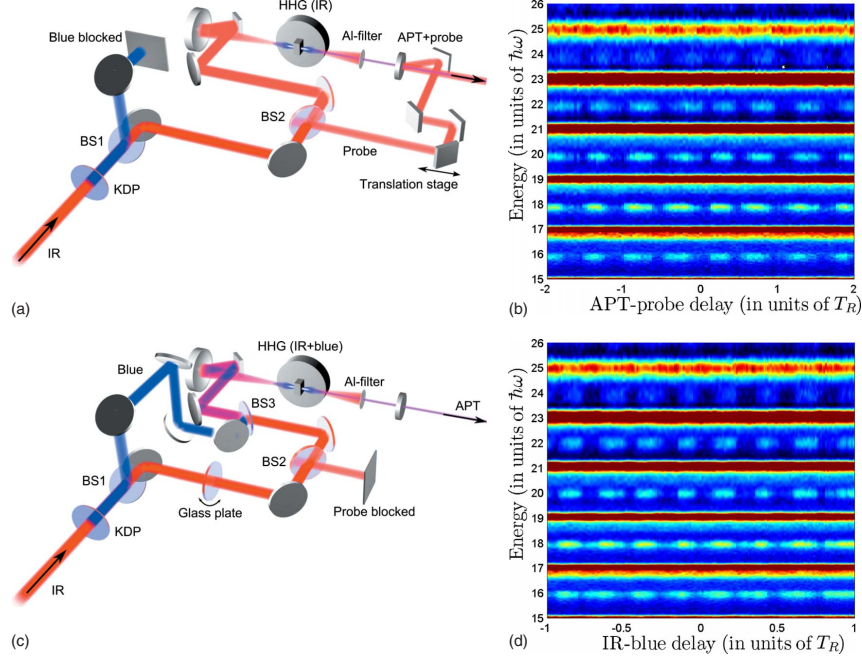 Blue blocked
HHG (IR)
Al-filter
APT+probe
BS2
BS1
Probe
KDP
Translation stage
IR
(a)
26
25
24
23
22
21
20
19
18
17
16
15
Energy (in units of ℏω)
-2 -1 0 1 2
APT-probe delay (in units of T_R)
(b)
Blue
HHG (IR+blue)
Al-filter
BS3
APT
BS2
BS1
Glass plate
Probe blocked
KDP
IR
(c)
26
25
24
23
22
21
20
19
18
17
16
15
Energy (in units of ℏω)
-1 0 1
IR-blue delay (in units of T_R)
(d)